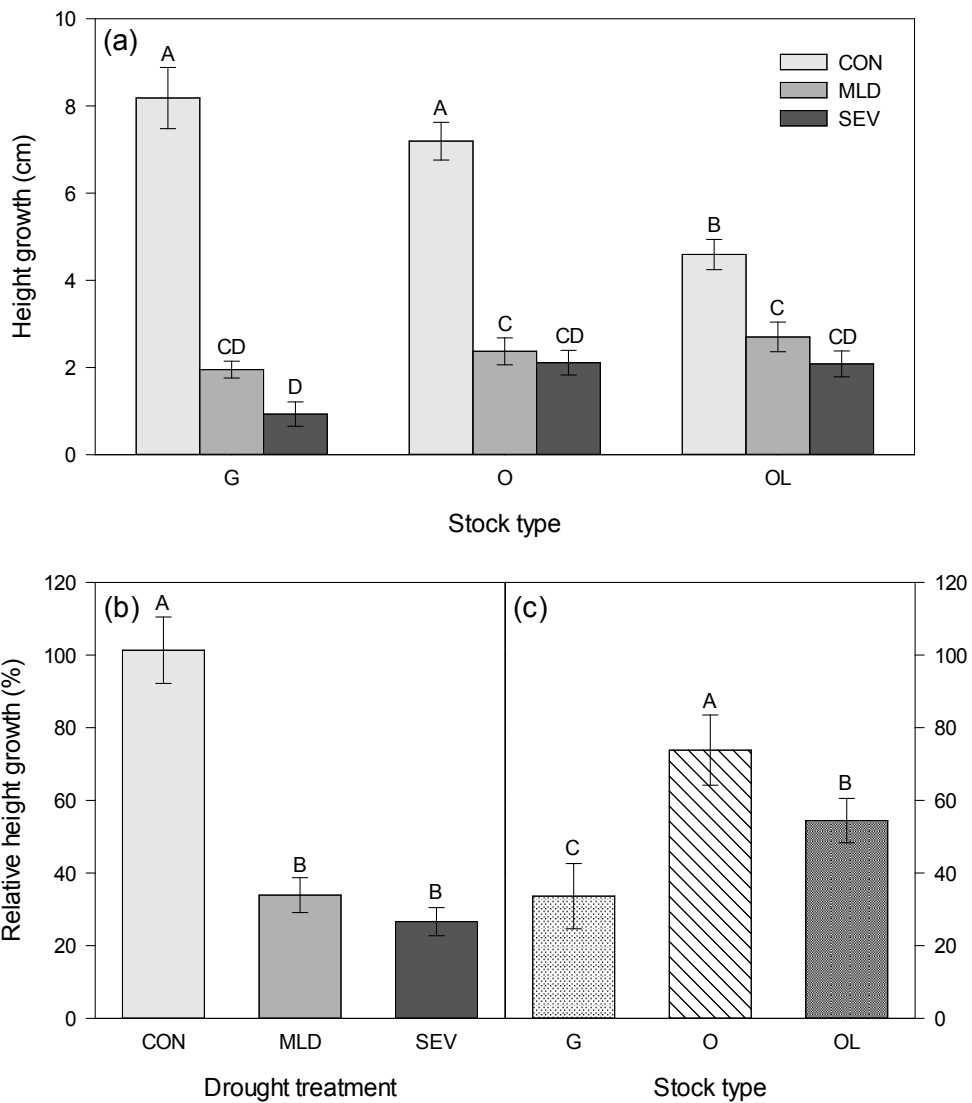 (a)
10
8
6
4
2
0
Height growth (cm)
A
CD
D
A
C
CD
B
C
CD
CON
MLD
SEV
G O OL
Stock type
(b)
120
100
80
60
40
20
0
Relative height growth (%)
A
B
B
CON MLD SEV
Drought treatment
(c)
C
A
B
120
100
80
60
40
20
0
G O OL
Stock type